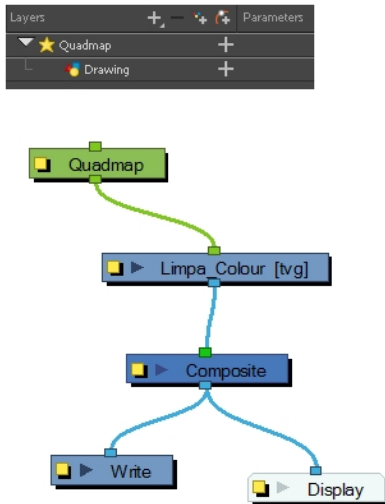 Layers Parameters
Quadmap
Drawing
Quadmap
Limpa_Colour [tvg]
Composite
Write
Display